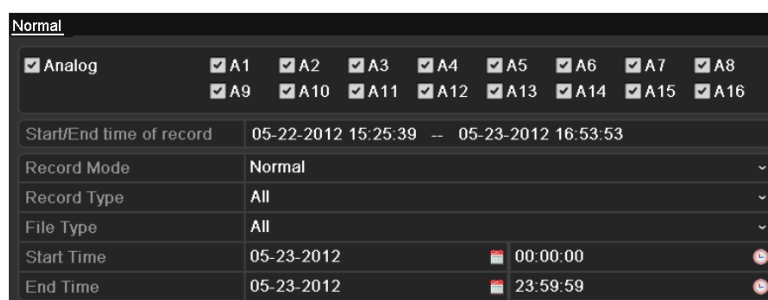 Normal
Analog A1 A2 A3 A4 A5 A6 A7 A8
A9 A10 A11 A12 A13 A14 A15 A16
Start/End time of record 05-22-2012 15:25:39 -- 05-23-2012 16:53:53
Record Mode Normal
Record Type All
File Type All
Start Time 05-23-2012 00:00:00
End Time 05-23-2012 23:59:59